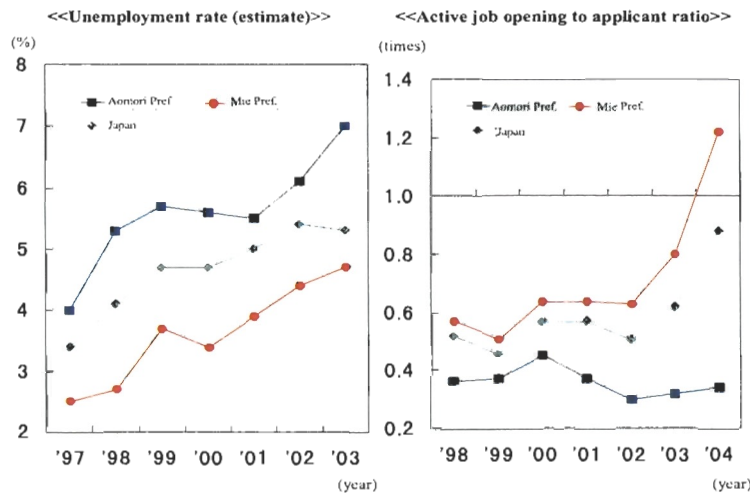 <<Unemployment rate (estimate)>>
(%)
8
7
6
5
4
3
2
Aomori Pref
Mie Pref.
Japan
'97 '98 '99 '00 '01 '02 '03
(year)
<<Active job opening to applicant ratio>>
(times)
1.4
1.2
1.0
0.8
0.6
0.4
0.2
Aomori Pref.
Mie Pref.
'Japan
'98 '99 '00 '01 '02 '03 '04
(year)